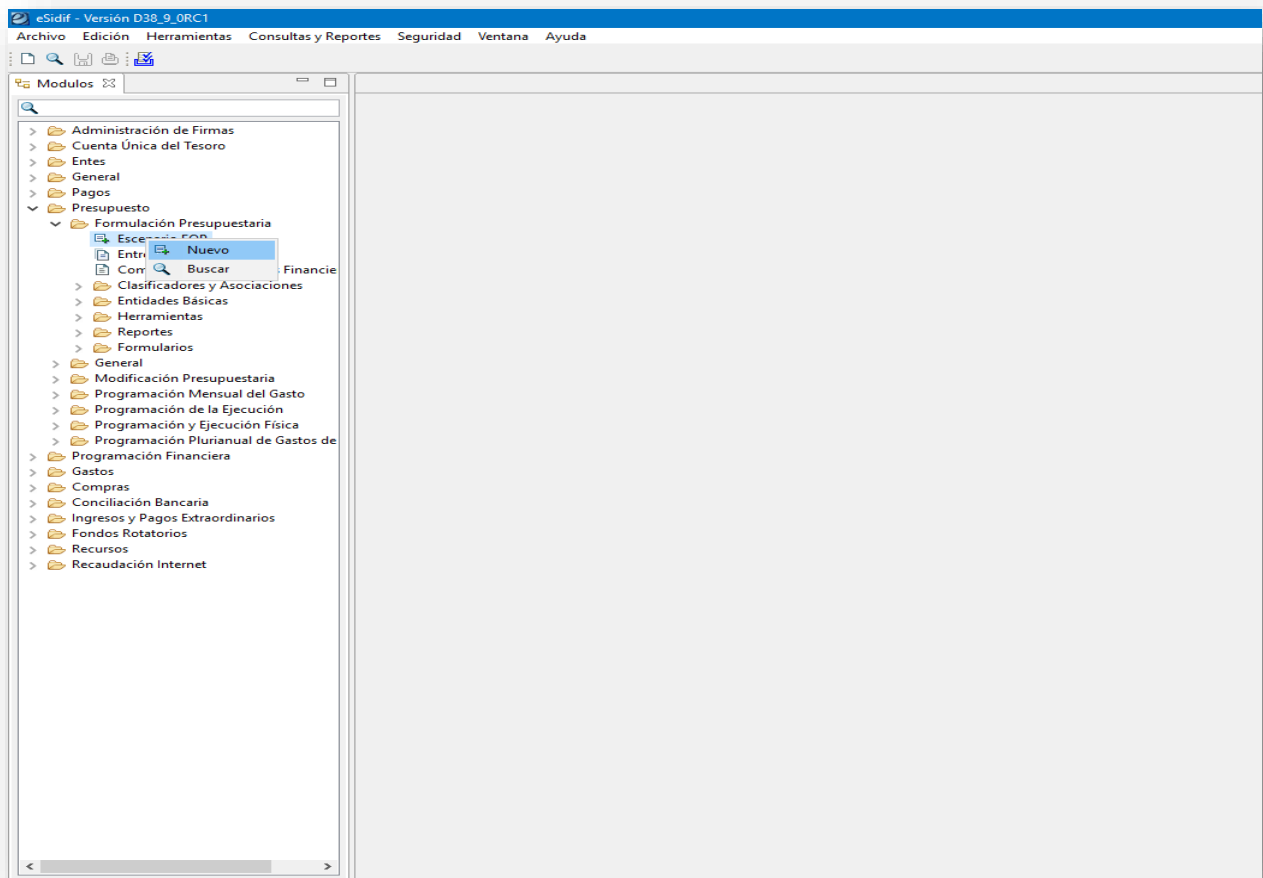 eSidif - Versión D38_9_0RC1
Archivo Edición Herramientas Consultas y Reportes Seguridad Ventana Ayuda
Modulos
Administración de Firmas
Cuenta Única del Tesoro
Entes
General
Pagos
Presupuesto
Formulación Presupuestaria
Nuevo
Buscar
Financie
Clasificadores y Asociaciones
Entidades Básicas
Herramientas
Reportes
Formularios
General
Modificación Presupuestaria
Programación Mensual del Gasto
Programación de la Ejecución
Programación y Ejecución Física
Programación Plurianual de Gastos de
Programación Financiera
Gastos
Compras
Conciliación Bancaria
Ingresos y Pagos Extraordinarios
Fondos Rotatorios
Recursos
Recaudación Internet